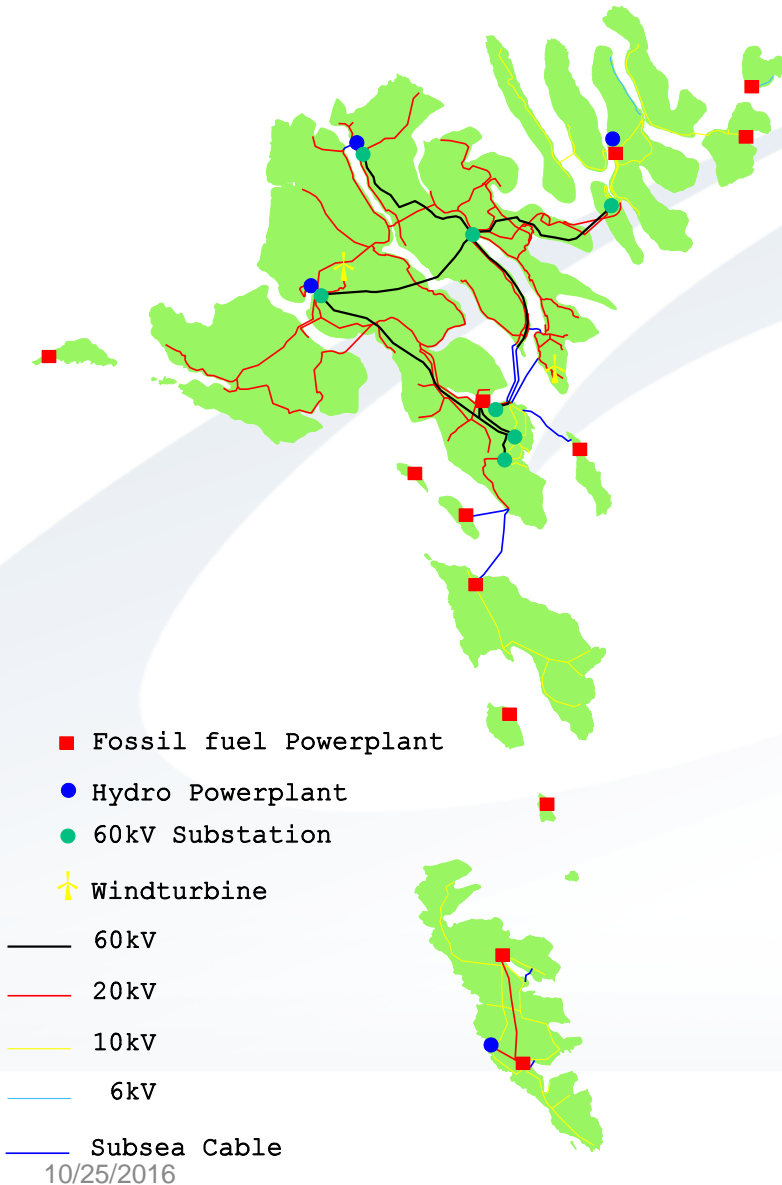 Fossil fuel Powerplant
Hydro Powerplant
60kV Substation
Windturbine
60kV
20kV
10kV
6kV
Subsea Cable
10/25/2016